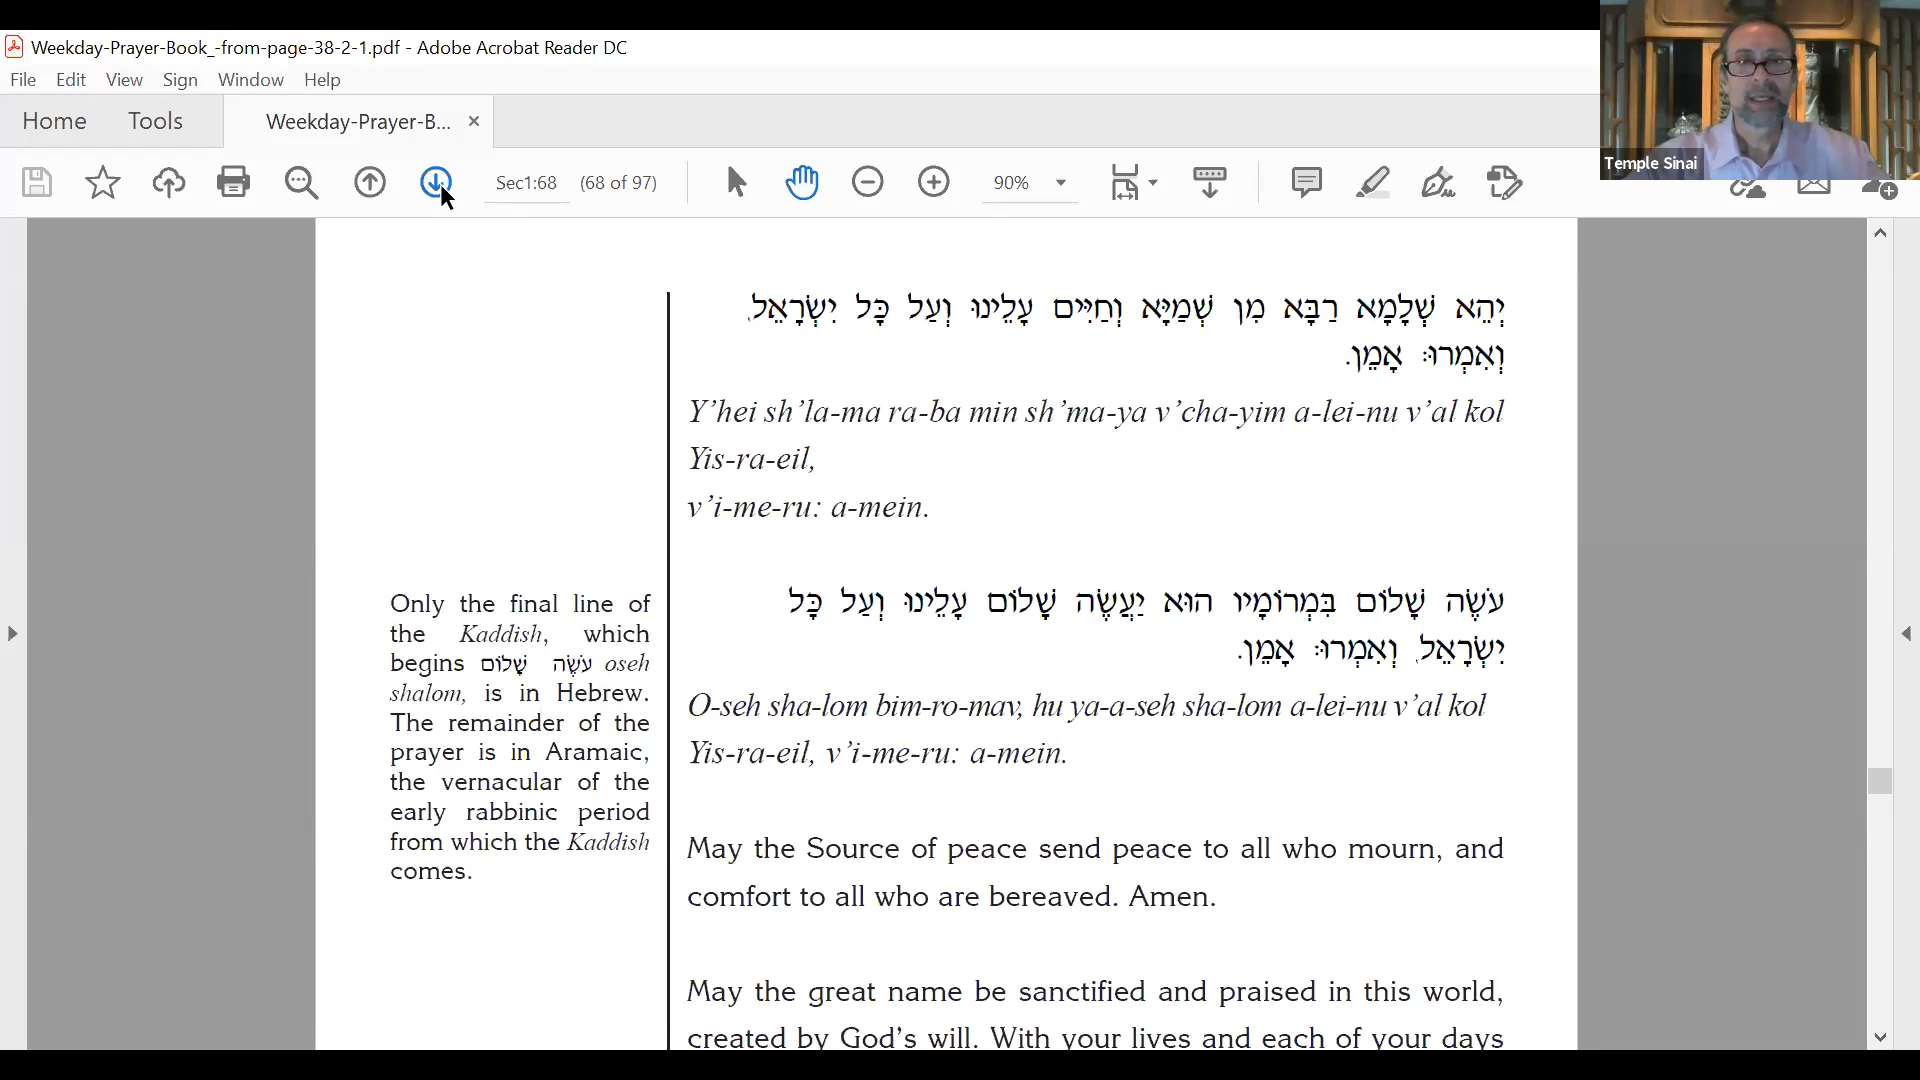 Weekday-Prayer-Book_-from-page-38-2-1.pdf - Adobe Acrobat Reader DC
File Edit View Sign Window Help
Home Tools Weekday-Prayer-B... ×
Sec1:68 (68 of 97) 90%
Temple Sinai
יְהֵא שְׁלָמָא רַבָּא מִן שְׁמַיָּא וְחַיִּים עָלֵינוּ וְעַל כָּל יִשְׂרָאֵל,
וְאִמְרוּ: אָמֵן.
Y’hei sh’la-ma ra-ba min sh’ma-ya v’cha-yim a-lei-nu v’al kol
Yis-ra-eil,
v’i-me-ru: a-mein.
עֹשֶׂה שָׁלוֹם בִּמְרוֹמָיו הוּא יַעֲשֶׂה שָׁלוֹם עָלֵינוּ וְעַל כָּל
יִשְׂרָאֵל, וְאִמְרוּ: אָמֵן.
O-seh sha-lom bim-ro-mav, hu ya-a-seh sha-lom a-lei-nu v’al kol
Yis-ra-eil, v’i-me-ru: a-mein.
Only the final line of
the Kaddish, which
begins עֹשֶׂה שָׁלוֹם oseh
shalom, is in Hebrew.
The remainder of the
prayer is in Aramaic,
the vernacular of the
early rabbinic period
from which the Kaddish
comes.
May the Source of peace send peace to all who mourn, and
comfort to all who are bereaved. Amen.
May the great name be sanctified and praised in this world,
created by God’s will. With your lives and each of your days